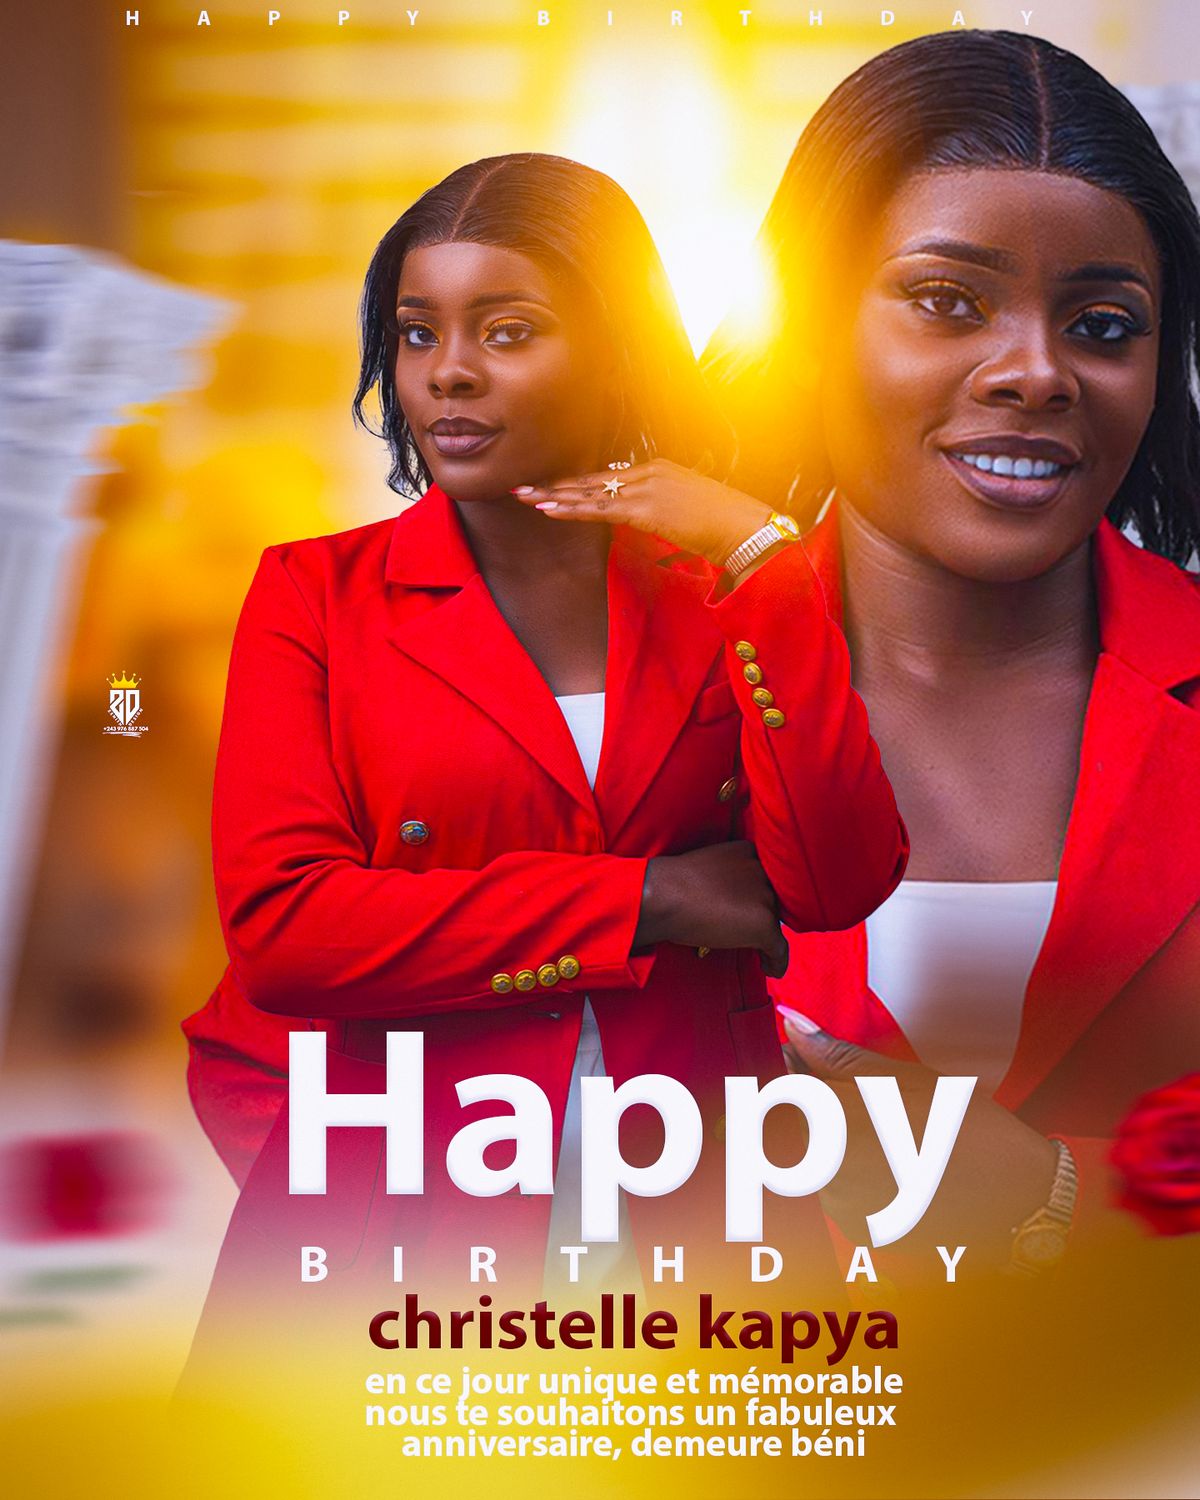 HAPPY BIRTHDAY
+243 976 887 504
Happy
BIRTHDAY
christelle kapya
en ce jour unique et mémorable
nous te souhaitons un fabuleux
anniversaire, demeure béni